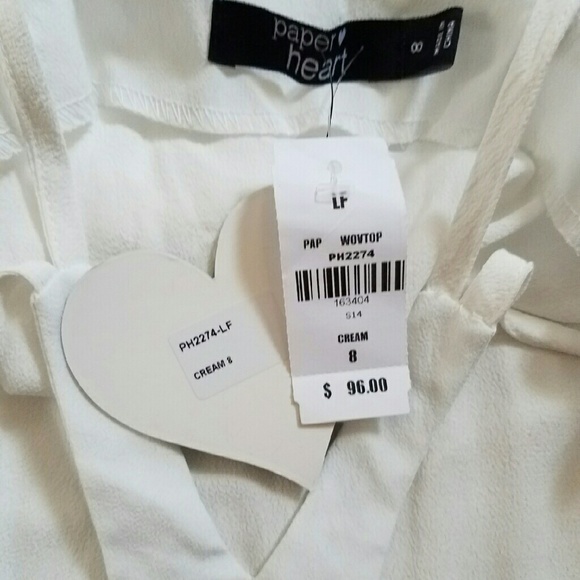 paper
heart
8
MADE IN
CHINA
LF
PAP WOVTOP
PH2274
163404
S14
CREAM
8
$ 96.00
PH2274-LF
CREAM 8